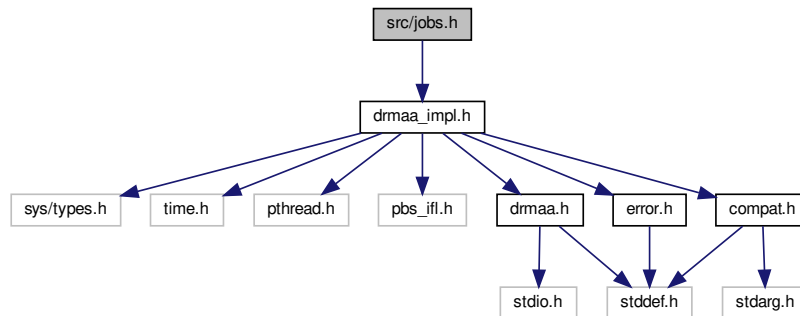 src/jobs.h
drmaa_impl.h
sys/types.h
time.h
pthread.h
pbs_ifl.h
drmaa.h
error.h
compat.h
stdio.h
stddef.h
stdarg.h